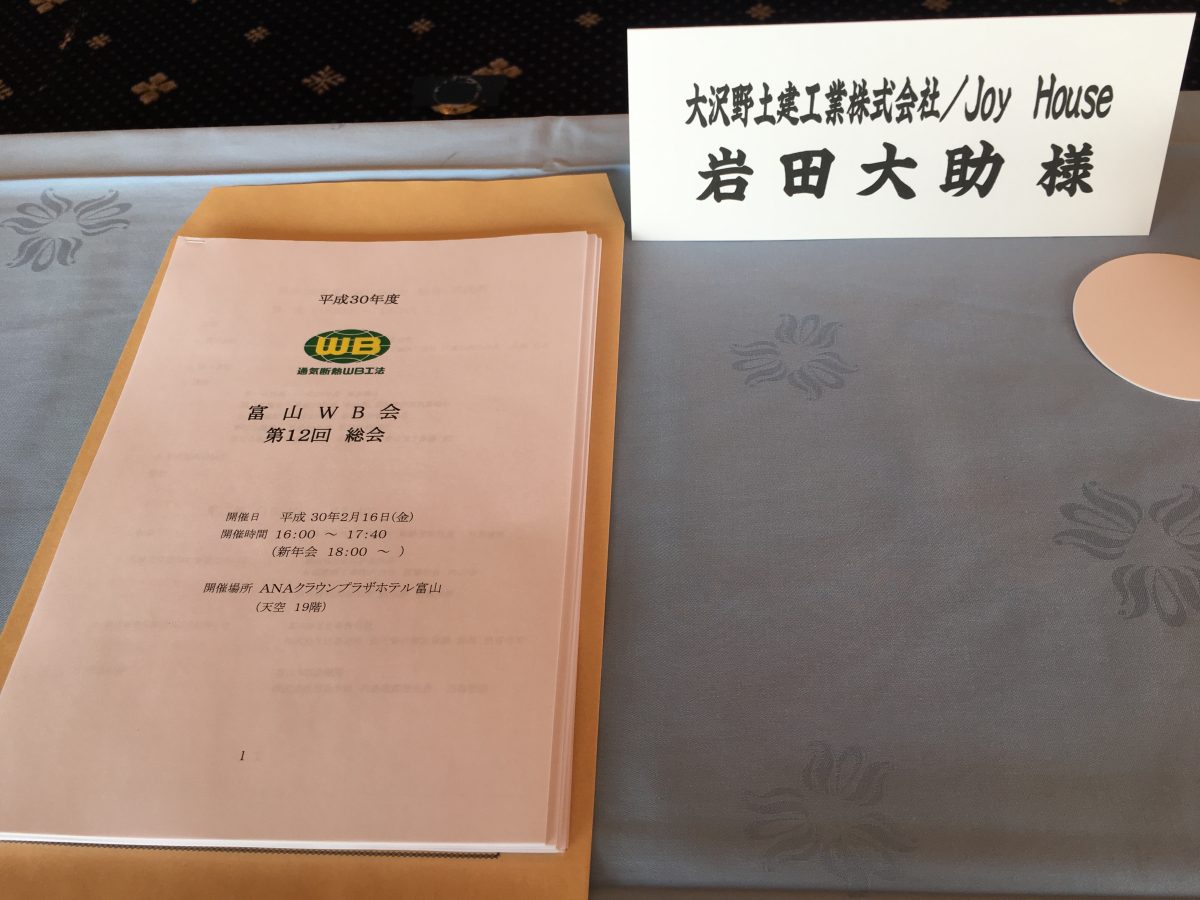 大沢野土建工業株式会社/Joy House
岩田大助 様
平成30年度
WB
通気断熱WB工法
富 山 W B 会
第12回 総会
開催日 平成 30年2月16日(金)
開催時間 16:00 ~ 17:40
(新年会 18:00 ~ )
開催場所 ANAクラウンプラザホテル富山
(天空 19階)
1